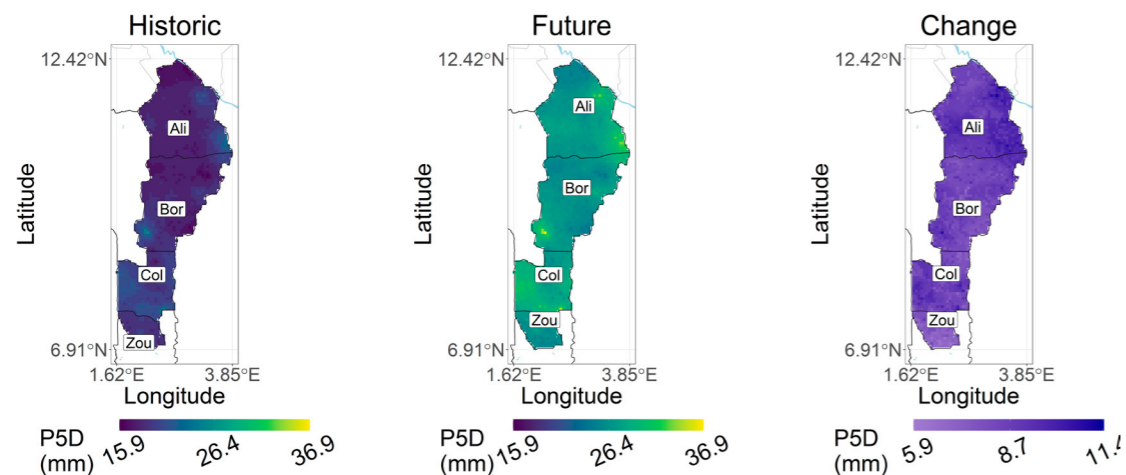 Historic
12.42°N
Latitude
Ali
Bor
Col
Zou
6.91°N
1.62°E 3.85°E
Longitude
P5D
(mm)
15.9 26.4 36.9
Future
12.42°N
Latitude
Ali
Bor
Col
Zou
6.91°N
1.62°E 3.85°E
Longitude
P5D
(mm)
15.9 26.4 36.9
Change
12.42°N
Latitude
Ali
Bor
Col
Zou
6.91°N
1.62°E 3.85°E
Longitude
P5D
(mm)
5.9 8.7 11.4